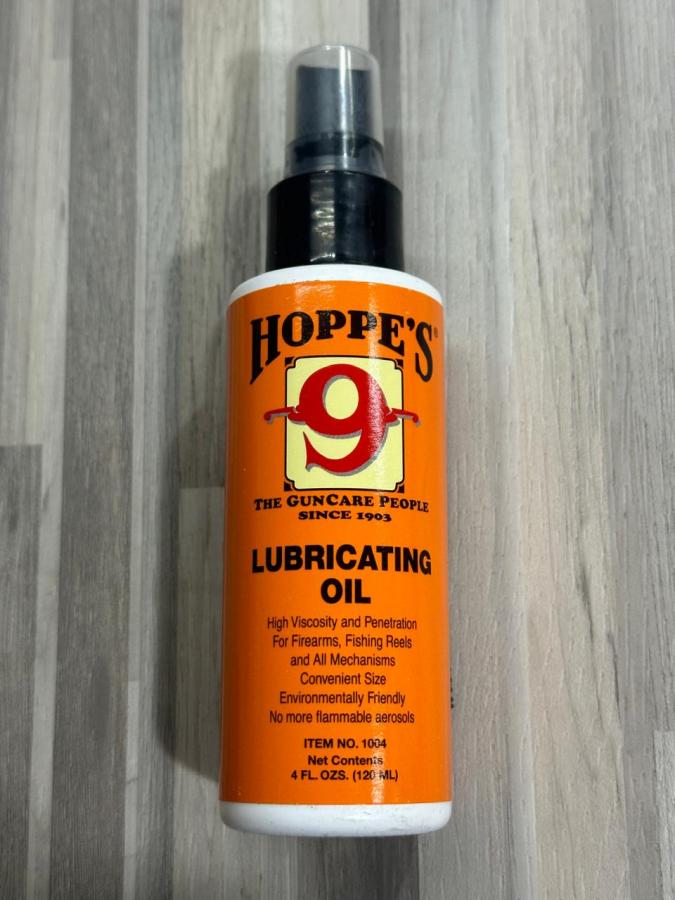 HOPPE'S®
9
THE GUNCARE PEOPLE
SINCE 1903
LUBRICATING
OIL
High Viscosity and Penetration
For Firearms, Fishing Reels
and All Mechanisms
Convenient Size
Environmentally Friendly
No more flammable aerosols
ITEM NO. 1004
Net Contents
4 FL. OZS. (120 ML)